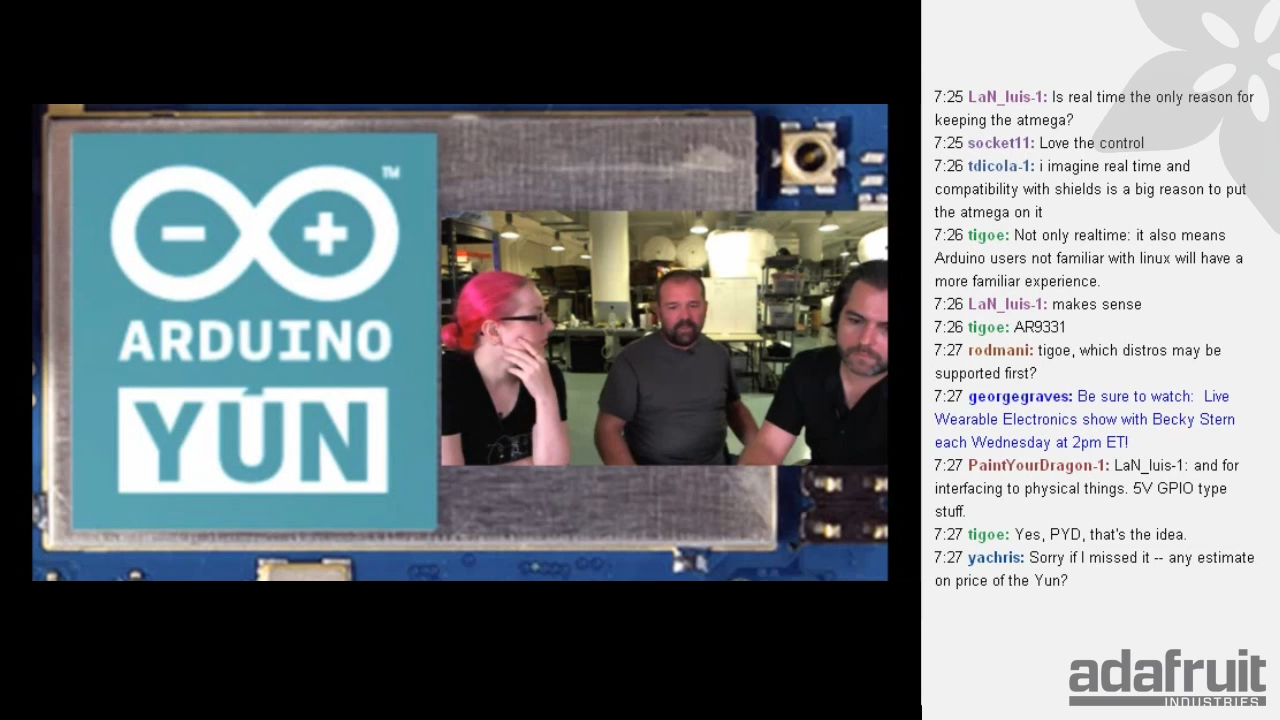 TM
ARDUINO
YÚN
7:25 LaN_luis-1: Is real time the only reason for
keeping the atmega?
7:25 socket11: Love the control
7:26 tdicola-1: i imagine real time and
compatibility with shields is a big reason to put
the atmega on it
7:26 tigoe: Not only realtime: it also means
Arduino users not familiar with linux will have a
more familiar experience.
7:26 LaN_luis-1: makes sense
7:26 tigoe: AR9331
7:27 rodmani: tigoe, which distros may be
supported first?
7:27 georgegraves: Be sure to watch: Live
Wearable Electronics show with Becky Stern
each Wednesday at 2pm ET!
7:27 PaintYourDragon-1: LaN_luis-1: and for
interfacing to physical things. 5V GPIO type
stuff.
7:27 tigoe: Yes, PYD, that's the idea.
7:27 yachris: Sorry if I missed it -- any estimate
on price of the Yun?
adafruit
INDUSTRIES